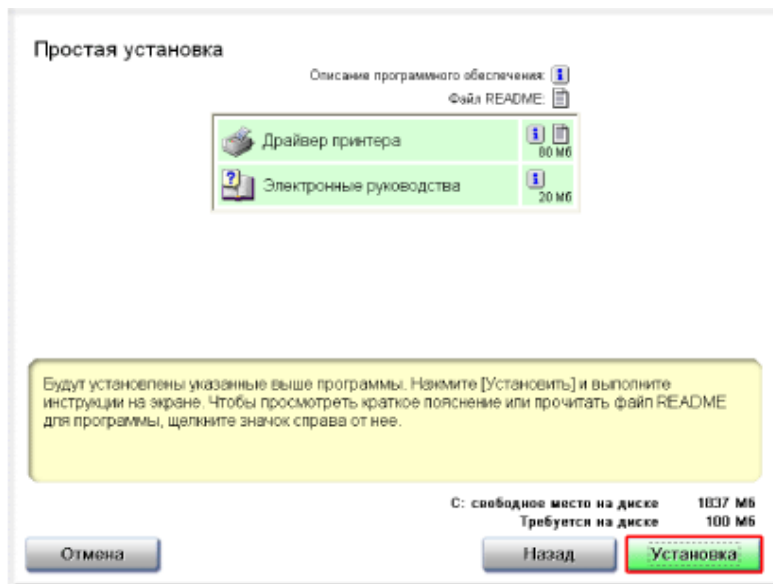 Простая установка
Описание программного обеспечения:
Файл README:
Драйвер принтера
80 Мб
Электронные руководства
20 Мб
Будут установлены указанные выше программы. Нажмите [Установить] и выполните
инструкции на экране. Чтобы просмотреть краткое пояснение или прочитать файл README
для программы, щелкните значок справа от нее.
C: свободное место на диске 1837 Мб
Требуется на диске 100 Мб
Отмена Назад Установка